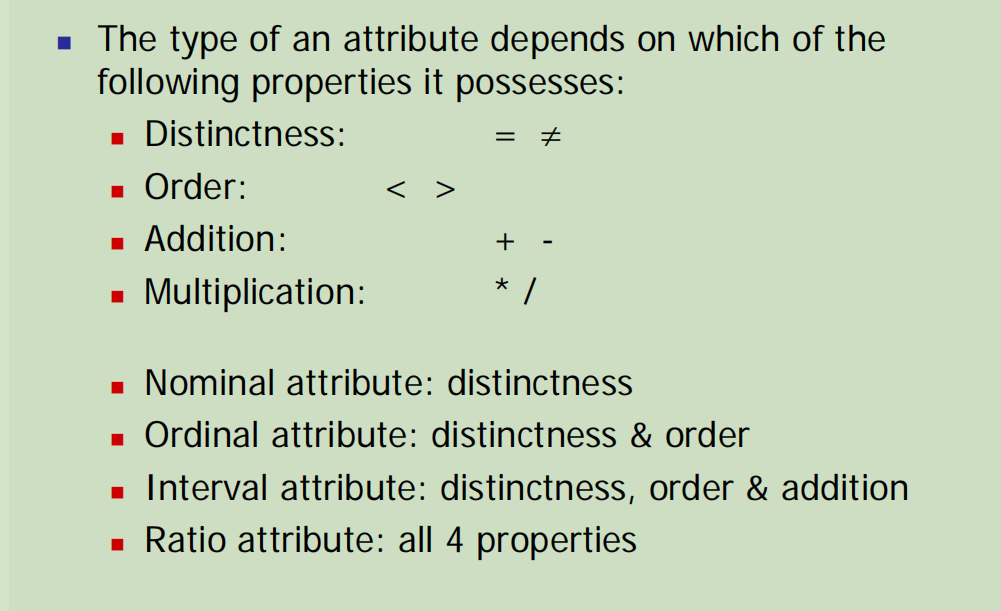 The type of an attribute depends on which of the
following properties it possesses:
Distinctness: = ≠
Order: < >
Addition: + -
Multiplication: * /
Nominal attribute: distinctness
Ordinal attribute: distinctness & order
Interval attribute: distinctness, order & addition
Ratio attribute: all 4 properties